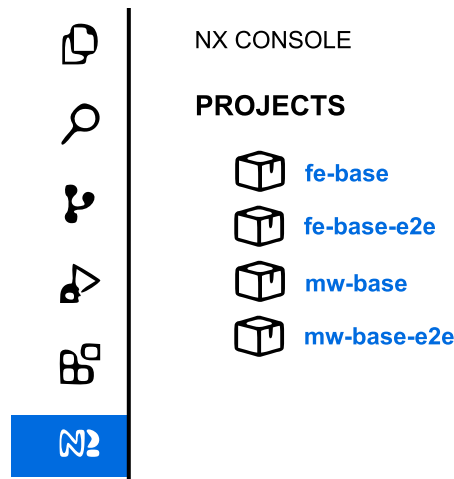 NX CONSOLE
PROJECTS
fe-base
fe-base-e2e
mw-base
mw-base-e2e